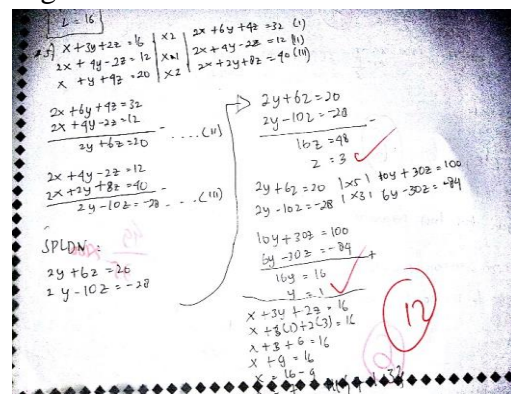 L = 16
x + 3y + 2z = 16 | x2 | 2x + 6y + 4z = 32 (I)
2x + 4y - 2z = 12 | x1 | 2x + 4y - 2z = 12 (II)
x + y + 4z = 20 | x2 | 2x + 2y + 8z = 40 (III)
2x + 6y + 4z = 32
2x + 4y - 2z = 12
2y + 6z = 20 - ..... (II)
2x + 4y - 2z = 12
2x + 2y + 8z = 40
2y - 10z = -28 - ... (III)
SPLDV :
2y + 6z = 20
2y - 10z = -28
2y + 6z = 20
2y - 10z = -28 -
16z = 48
z = 3
2y + 6z = 20 | x5 | 10y + 30z = 100
2y - 10z = -28 | x3 | 6y - 30z = -84
10y + 30z = 100
6y - 30z = -84 +
16y = 16
y = 1
x + 3y + 2z = 16
x + 3(1) + 2(3) = 16
x + 3 + 6 = 16
x + 9 = 16
x = 16 - 9
12